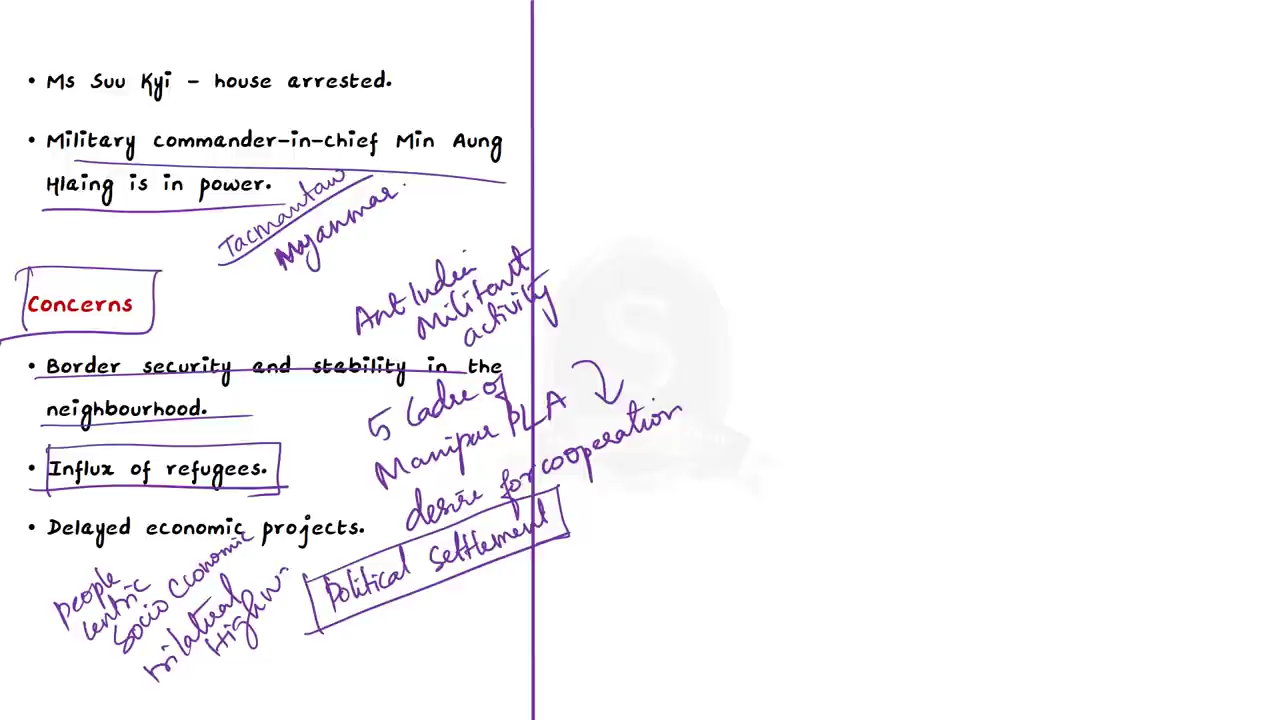 • Ms Suu Kyi - house arrested.
• Military commander-in-chief Min Aung
Hlaing is in power.
Tacmantaw
Myanmar
Concerns
Ant Indian
Militant
activity
• Border security and stability in the
neighbourhood.
5 Cadre of
Manipur PLA
• Influx of refugees.
desire for cooperation
• Delayed economic projects.
Political Settlement
people
centric
Socio Economic
trilateral
Highw